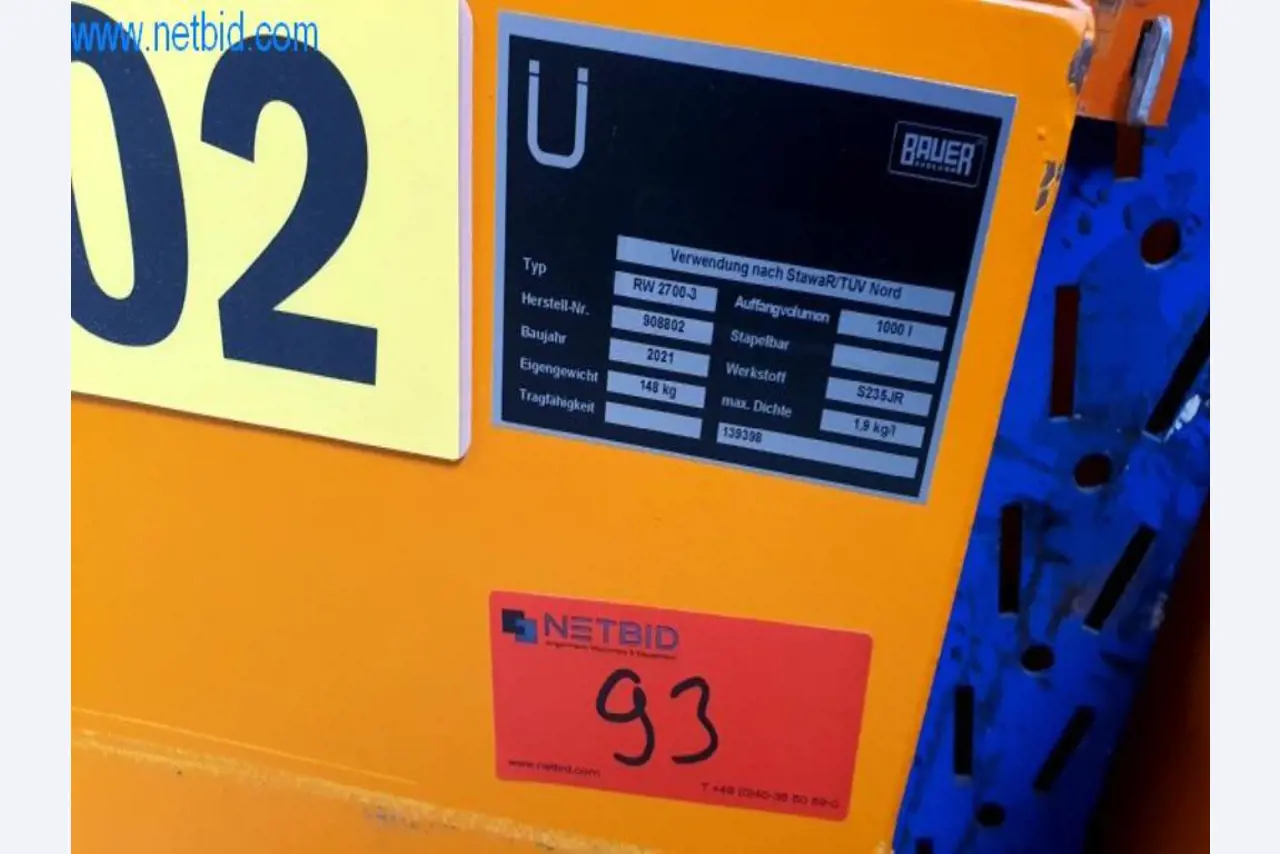 www.netbid.com
02
Ü
BAUER
Verwendung nach StawaR/TÜV Nord
Typ RW 2700-3 Auffangvolumen 1000 l
Herstell-Nr. 908802 Stapelbar
Baujahr 2021 Werkstoff S235JR
Eigengewicht 148 kg max. Dichte 1,9 kg/l
Tragfähigkeit 139398
NETBID
93
www.netbid.com